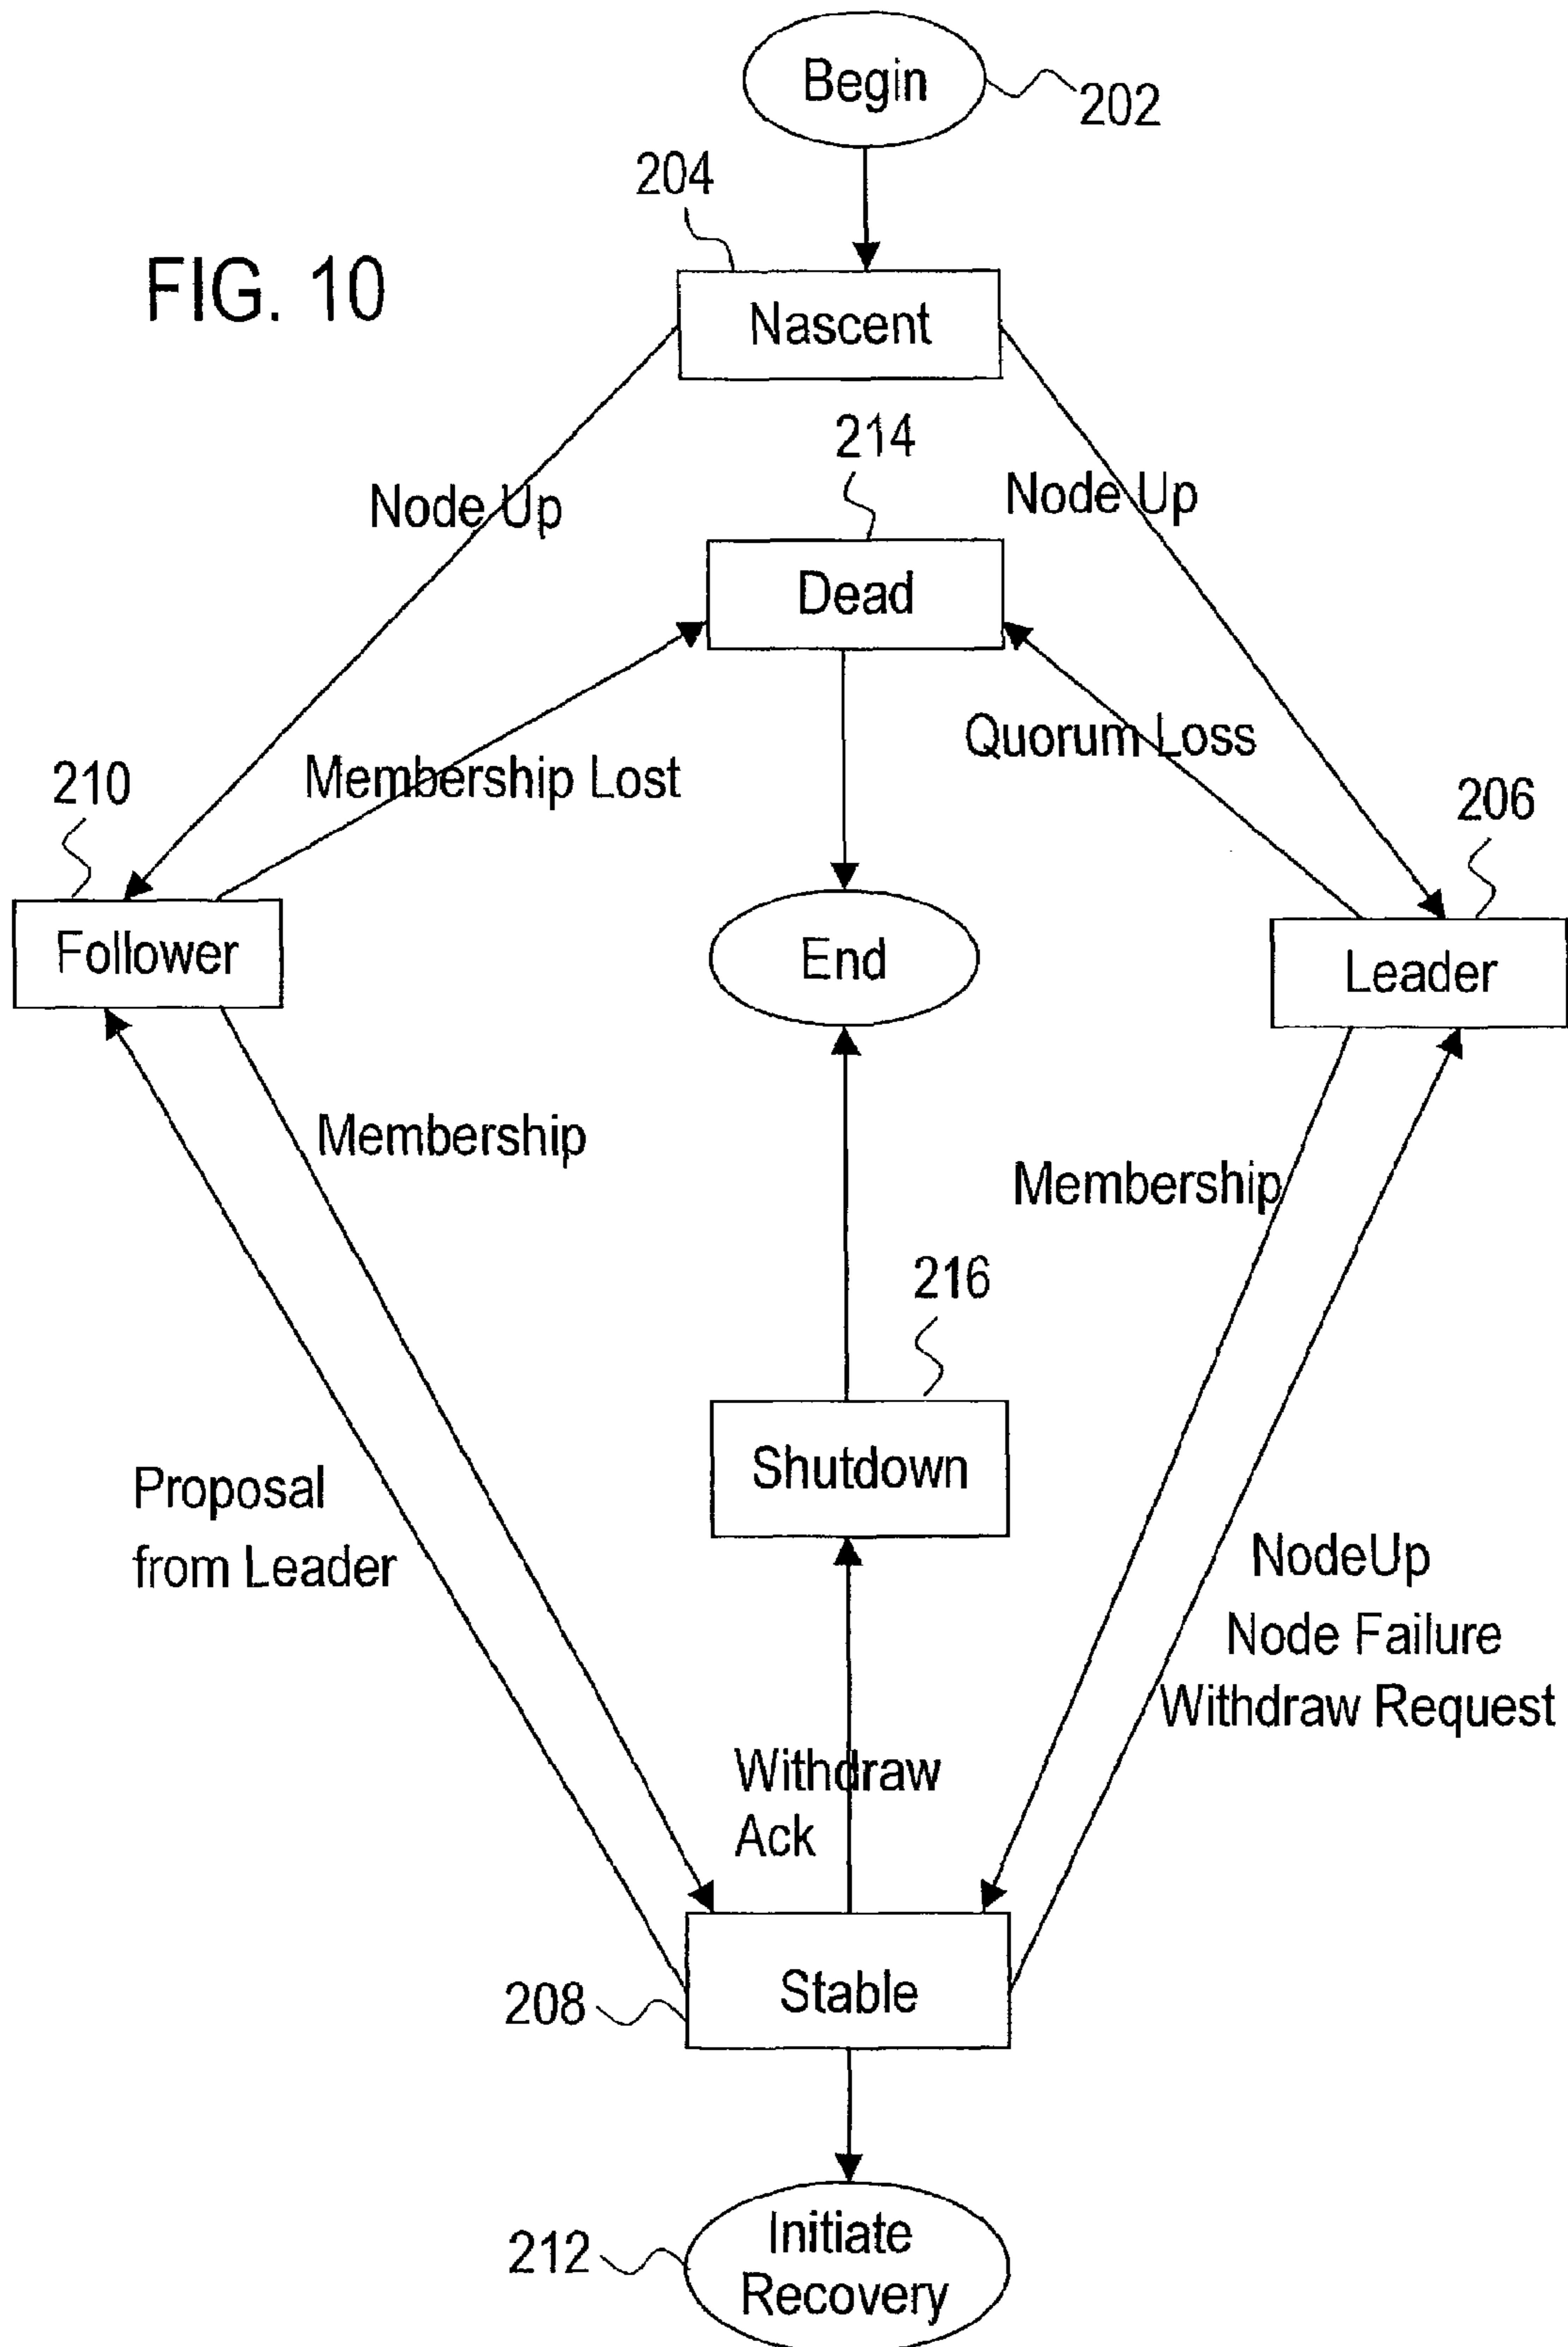 Begin
202
204
FIG. 10
Nascent
214
Node Up
Node Up
Dead
Quorum Loss
Membership Lost
210
206
Follower
End
Leader
Membership
Membership
216
Shutdown
Proposal
from Leader
NodeUp
Node Failure
Withdraw Request
Withdraw
Ack
Stable
208
212
Initiate
Recovery